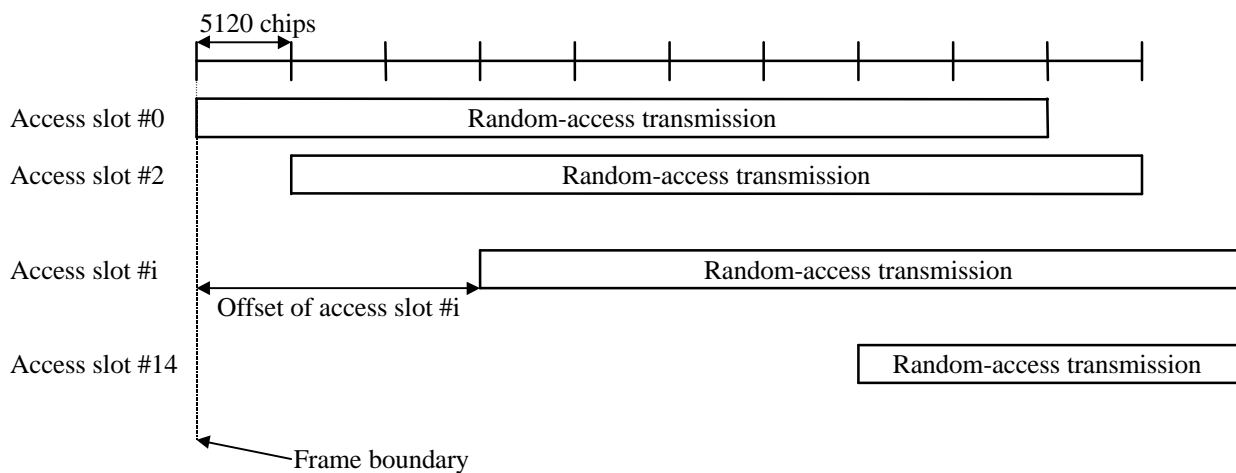 5120 chips
Access slot #0
Random-access transmission
Access slot #2
Random-access transmission
Access slot #i
Random-access transmission
Offset of access slot #i
Access slot #14
Random-access transmission
Frame boundary